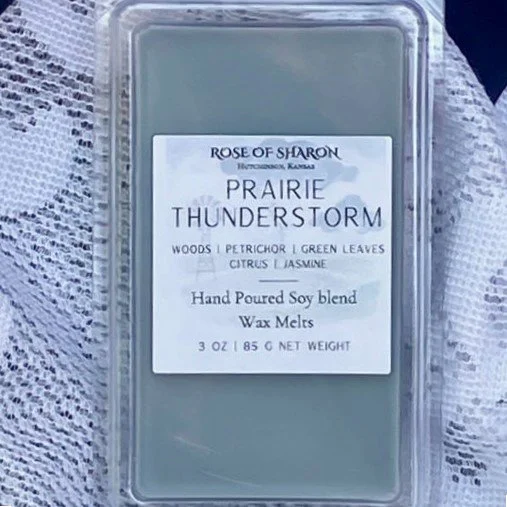 ROSE OF SHARON
HUTCHINSON, KANSAS
PRAIRIE
THUNDERSTORM
WOODS | PETRICHOR | GREEN LEAVES
CITRUS | JASMINE
Hand Poured Soy blend
Wax Melts
3 OZ | 85 G NET WEIGHT